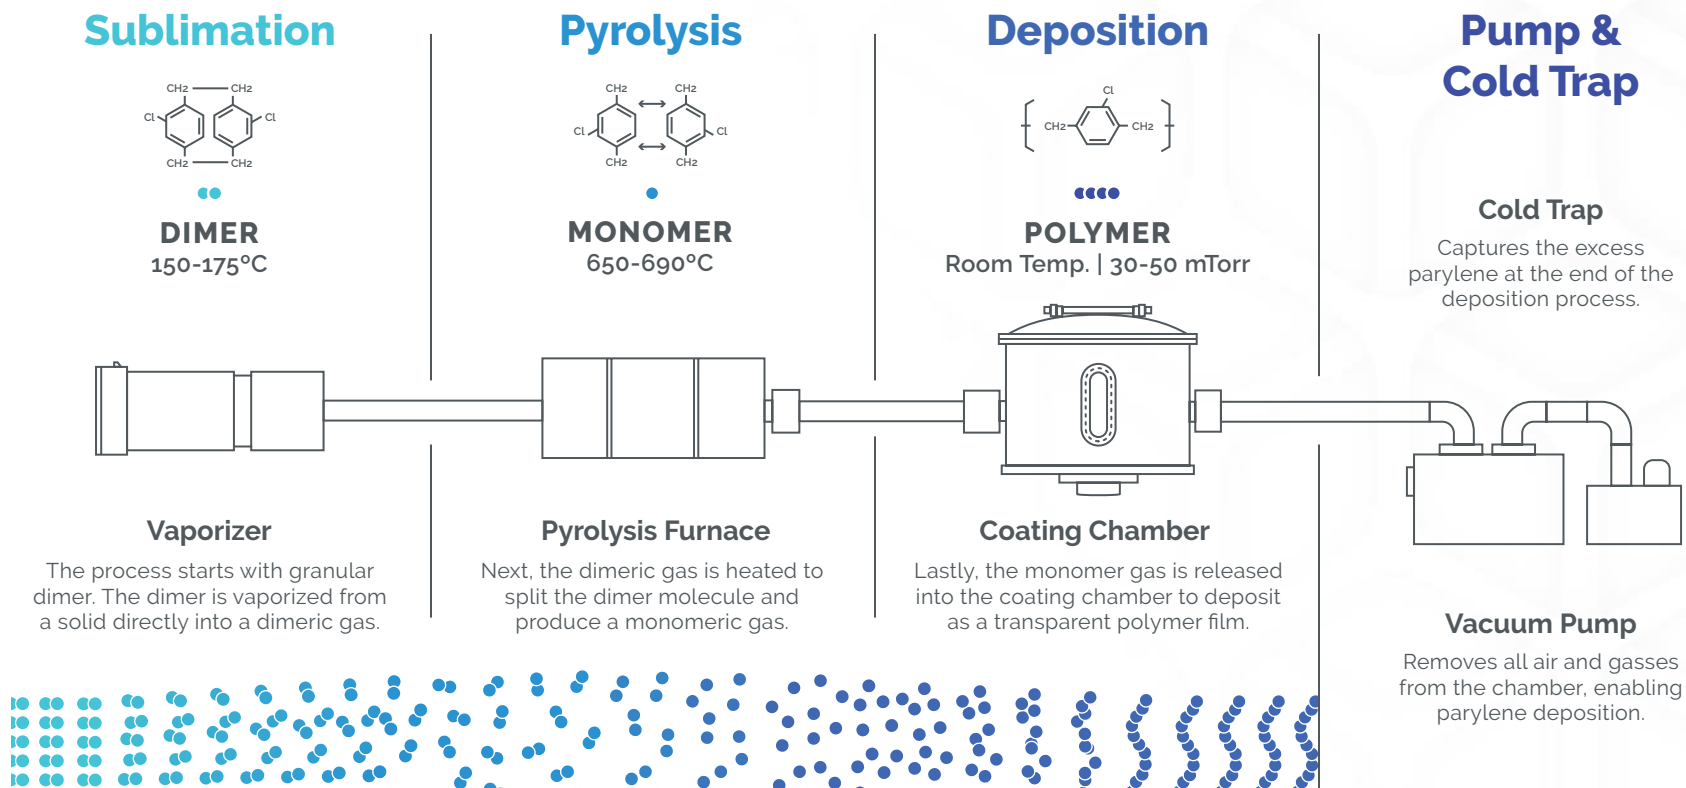 Sublimation
CH2 CH2
Cl Cl
CH2 CH2
DIMER
150-175ºC
Vaporizer
The process starts with granular
dimer. The dimer is vaporized from
a solid directly into a dimeric gas.
Pyrolysis
CH2 CH2
Cl Cl
CH2 CH2
MONOMER
650-690ºC
Pyrolysis Furnace
Next, the dimeric gas is heated to
split the dimer molecule and
produce a monomeric gas.
Deposition
Cl
CH2 CH2
POLYMER
Room Temp. | 30-50 mTorr
Coating Chamber
Lastly, the monomer gas is released
into the coating chamber to deposit
as a transparent polymer film.
Pump &
Cold Trap
Cold Trap
Captures the excess
parylene at the end of the
deposition process.
Vacuum Pump
Removes all air and gasses
from the chamber, enabling
parylene deposition.